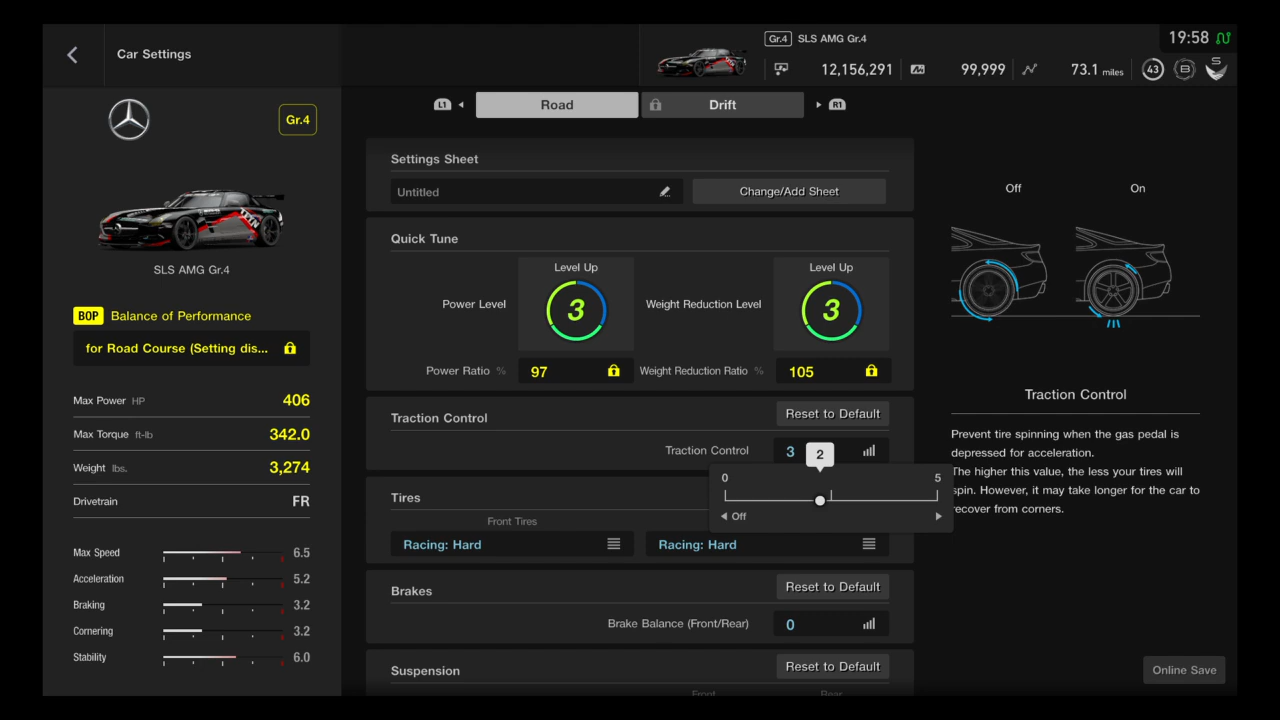 Car Settings
Gr.4 SLS AMG Gr.4
19:58
12,156,291
99,999
73.1 miles
43
B
S
Gr.4
SLS AMG Gr.4
BOP Balance of Performance
for Road Course (Setting dis...
Max Power HP 406
Max Torque ft-lb 342.0
Weight lbs. 3,274
Drivetrain FR
Max Speed 6.5
Acceleration 5.2
Braking 3.2
Cornering 3.2
Stability 6.0
L1 Road Drift R1
Settings Sheet
Untitled Change/Add Sheet
Quick Tune
Level Up Level Up
Power Level 3 Weight Reduction Level 3
Power Ratio % 97 Weight Reduction Ratio % 105
Traction Control Reset to Default
Traction Control 3
2
0 5
Off
Tires
Front Tires
Racing: Hard Racing: Hard
Brakes Reset to Default
Brake Balance (Front/Rear) 0
Suspension Reset to Default
Front Rear
Off On
Traction Control
Prevent tire spinning when the gas pedal is
depressed for acceleration.
The higher this value, the less your tires will
spin. However, it may take longer for the car to
recover from corners.
Online Save